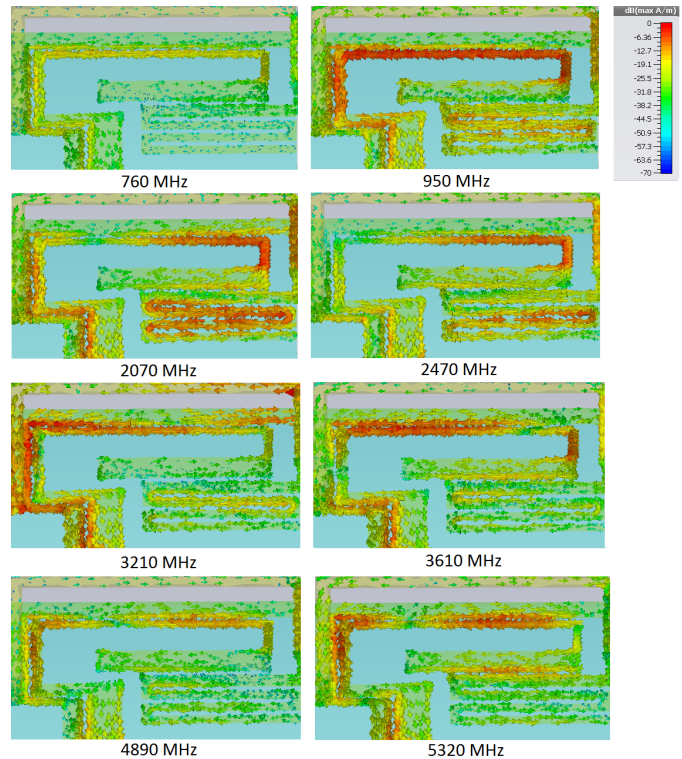 dB(max A/m)
0
-6.36
-12.7
-19.1
-25.5
-31.8
-38.2
-44.5
-50.9
-57.3
-63.6
-70
760 MHz
950 MHz
2070 MHz
2470 MHz
3210 MHz
3610 MHz
4890 MHz
5320 MHz